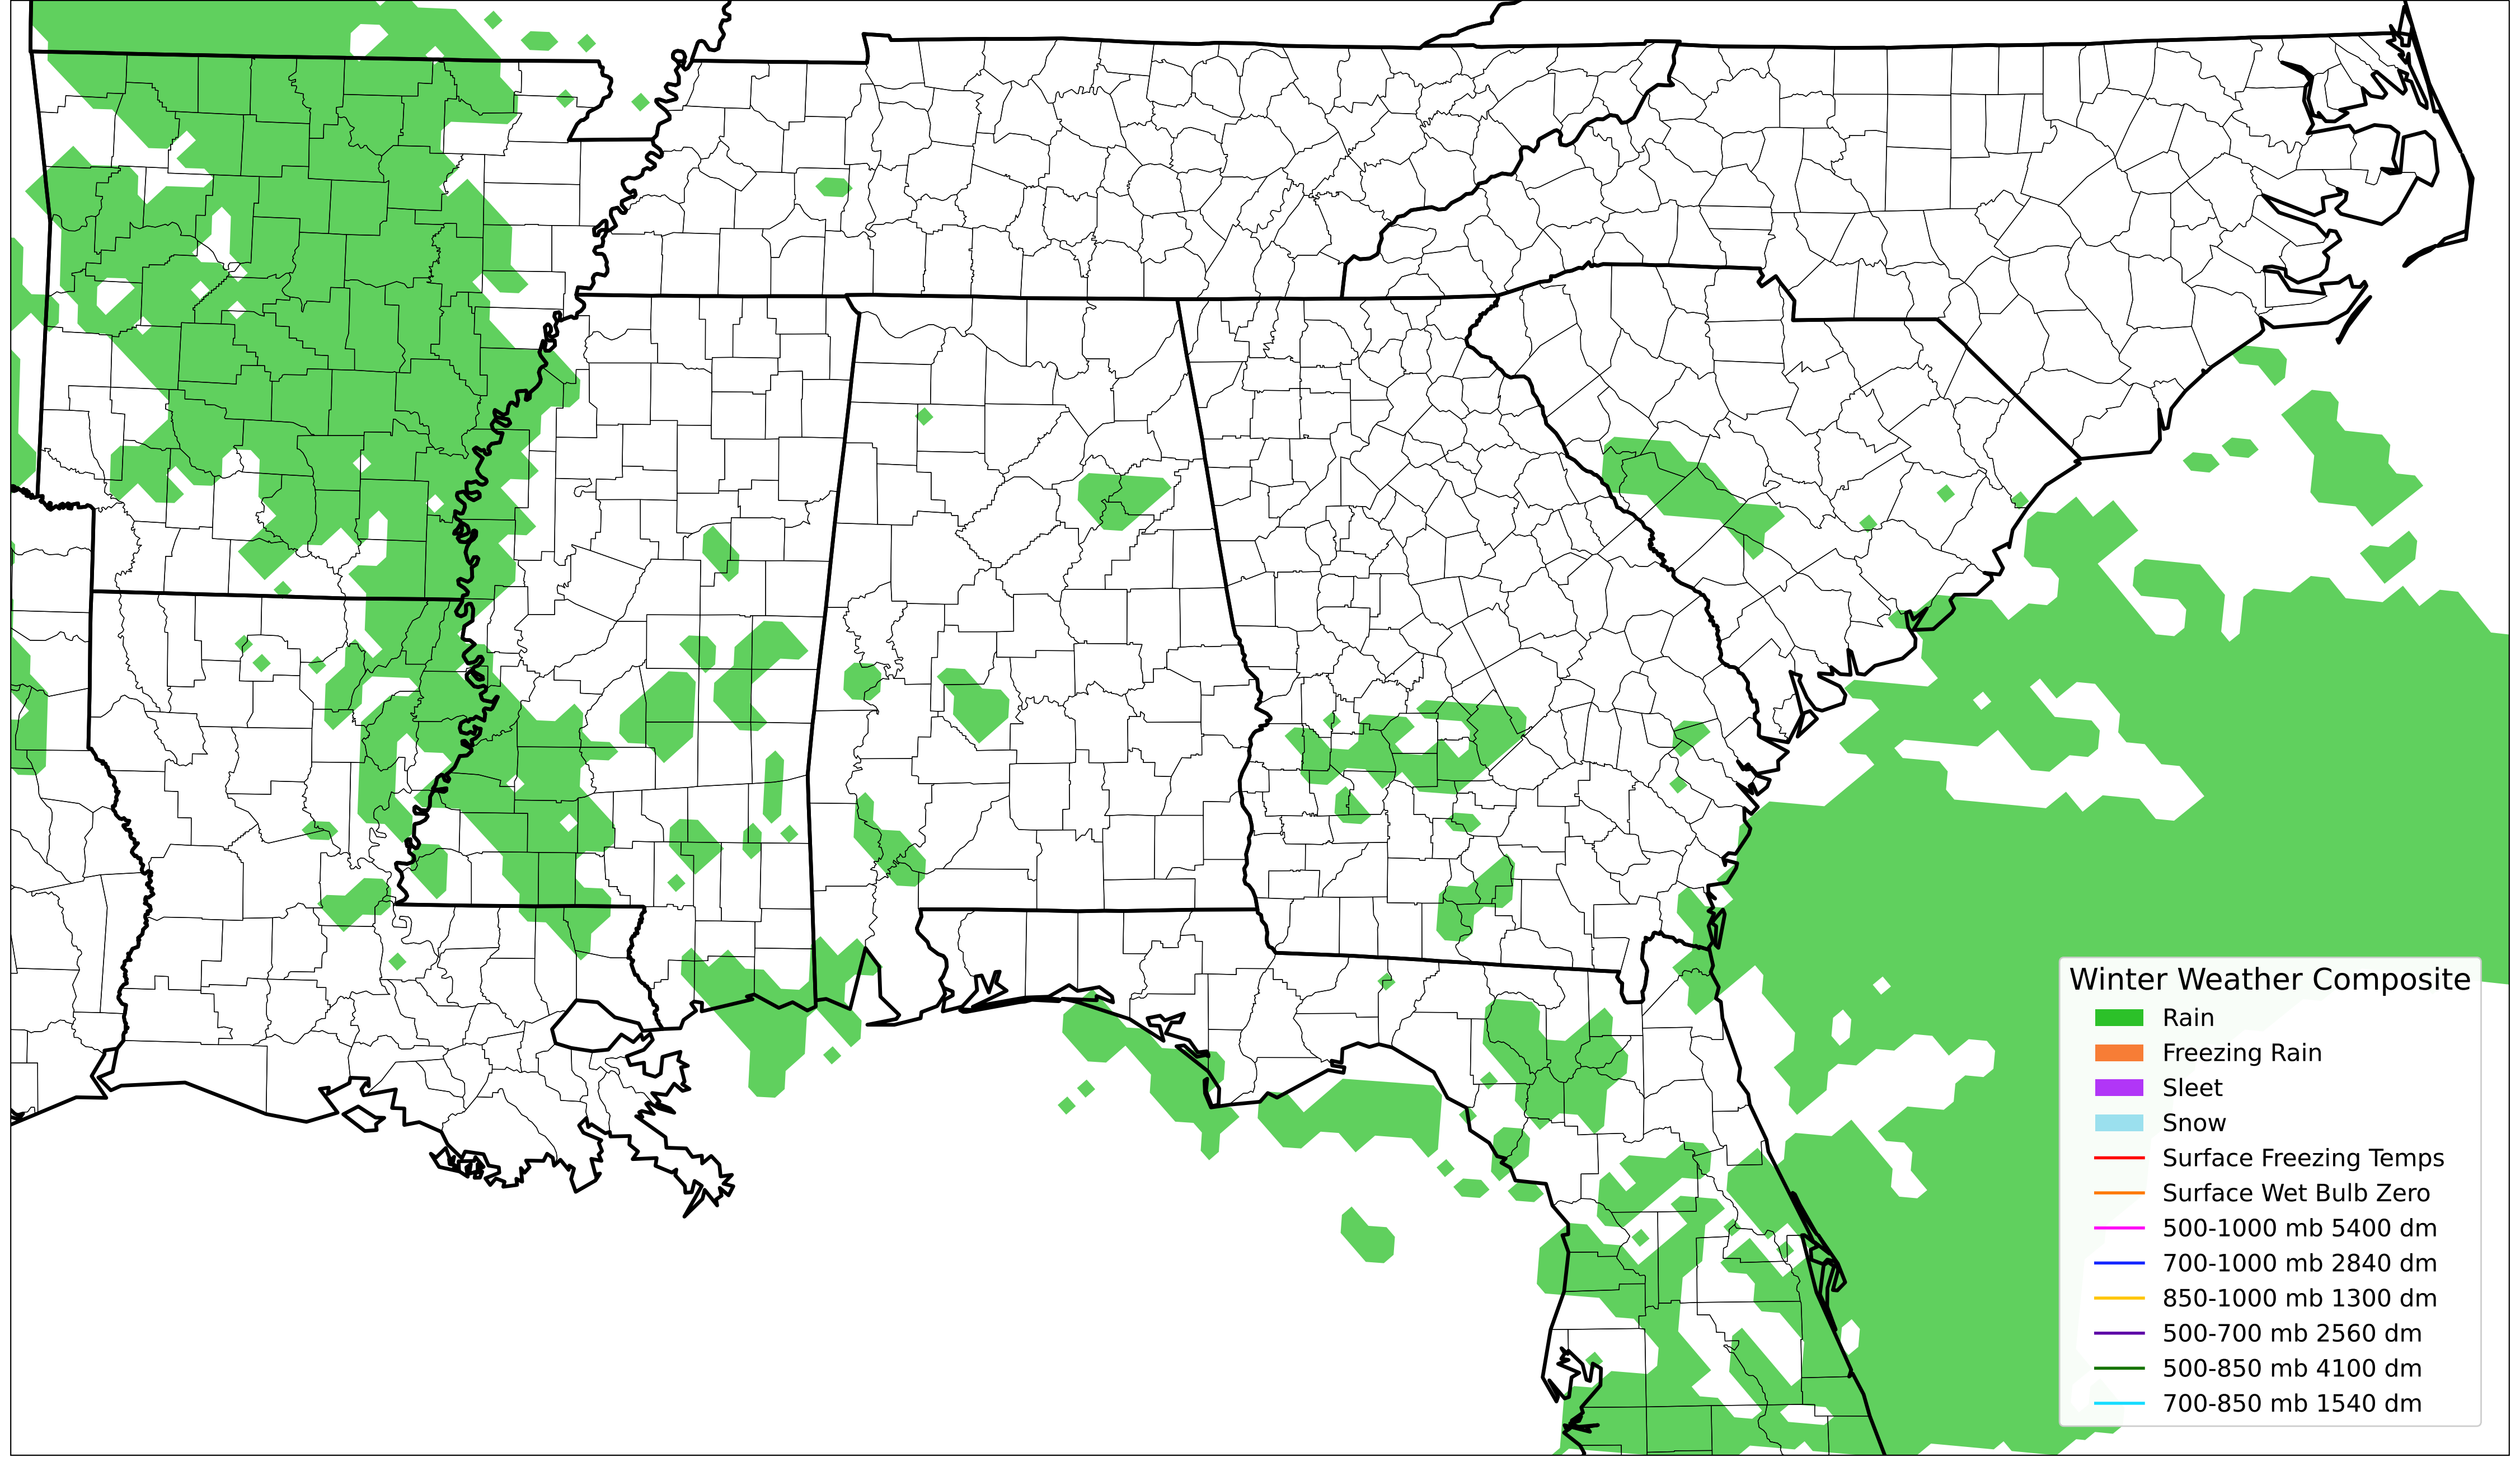 Winter Weather Composite
Rain
Freezing Rain
Sleet
Snow
Surface Freezing Temps
Surface Wet Bulb Zero
500-1000 mb 5400 dm
700-1000 mb 2840 dm
850-1000 mb 1300 dm
500-700 mb 2560 dm
500-850 mb 4100 dm
700-850 mb 1540 dm